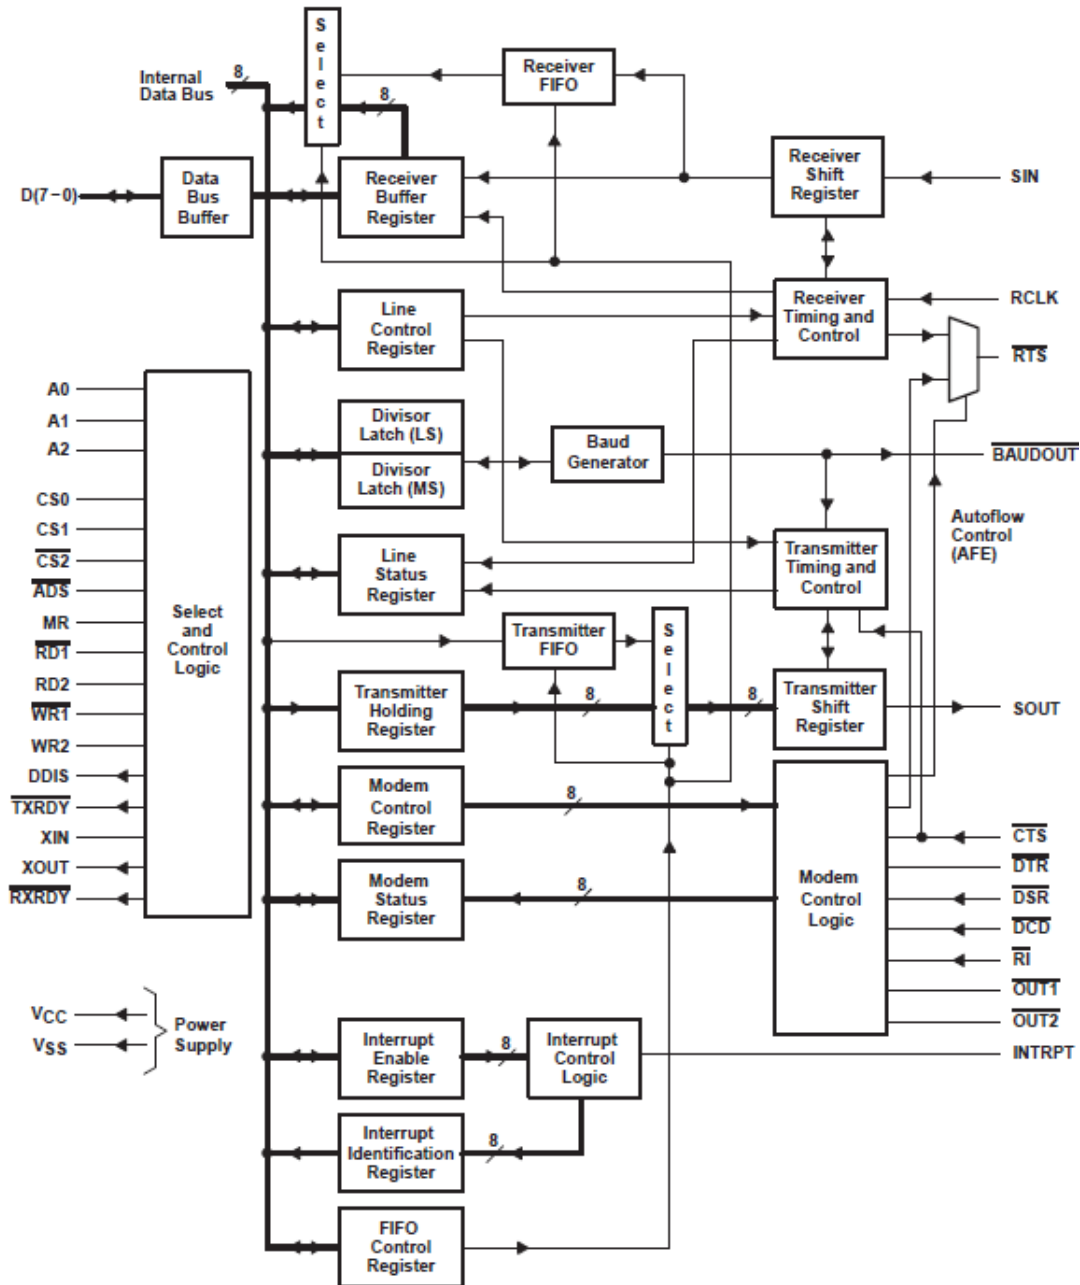 S
e
l
e
c
t
8
Internal
Data Bus
8
Receiver
FIFO
D(7–0)
Data
Bus
Buffer
Receiver
Buffer
Register
Receiver
Shift
Register
SIN
Line
Control
Register
Receiver
Timing and
Control
RCLK
RTS
A0
A1
A2
CS0
CS1
CS2
ADS
MR
RD1
RD2
WR1
WR2
DDIS
TXRDY
XIN
XOUT
RXRDY
Select
and
Control
Logic
Divisor
Latch (LS)
Divisor
Latch (MS)
Baud
Generator
BAUDOUT
Autoflow
Control
(AFE)
Line
Status
Register
Transmitter
Timing and
Control
Transmitter
FIFO
S
e
l
e
c
t
Transmitter
Holding
Register
8
8
Transmitter
Shift
Register
SOUT
Modem
Control
Register
8
Modem
Status
Register
8
Modem
Control
Logic
CTS
DTR
DSR
DCD
RI
OUT1
OUT2
VCC
VSS
Power
Supply
Interrupt
Enable
Register
8
Interrupt
Control
Logic
INTRPT
Interrupt
Identification
Register
8
FIFO
Control
Register